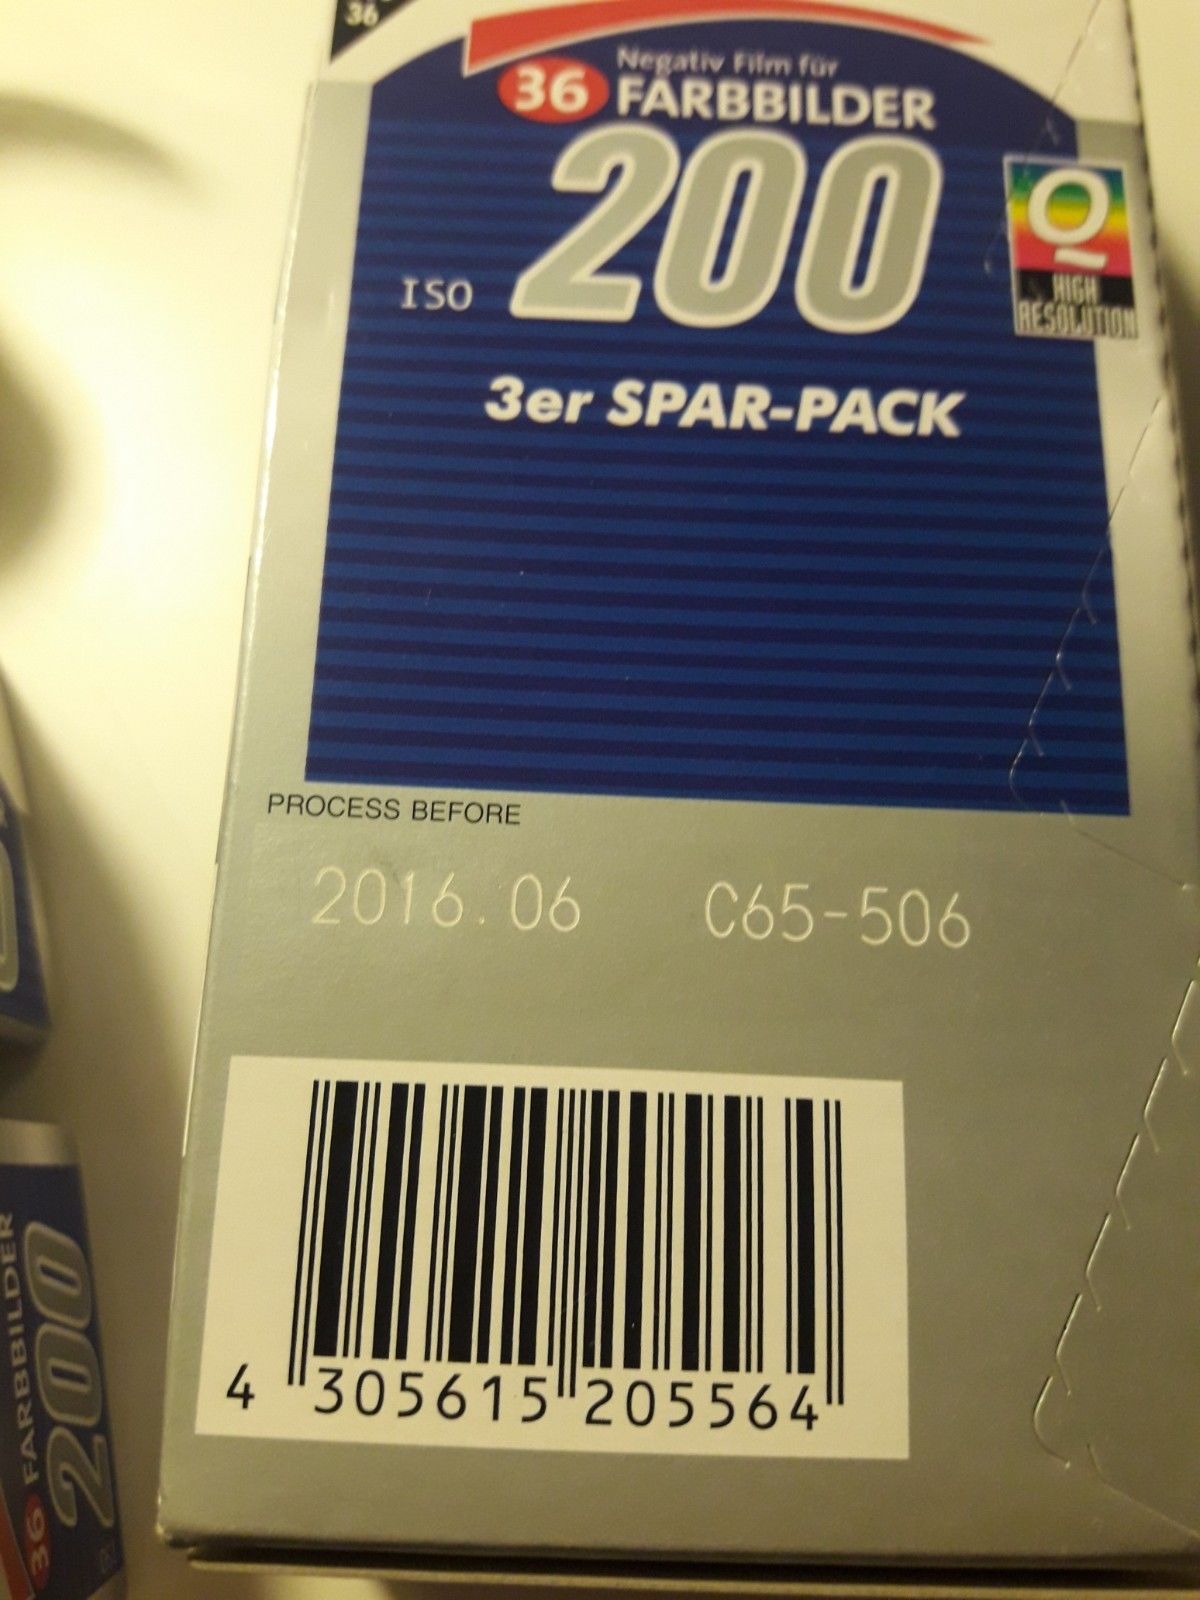 36
Negativ Film für
36 FARBBILDER
ISO 200
Q
HIGH
RESOLUTION
3er SPAR-PACK
PROCESS BEFORE
2016.06 C65-506
4 305615 205564
36 FARBBILDER
200